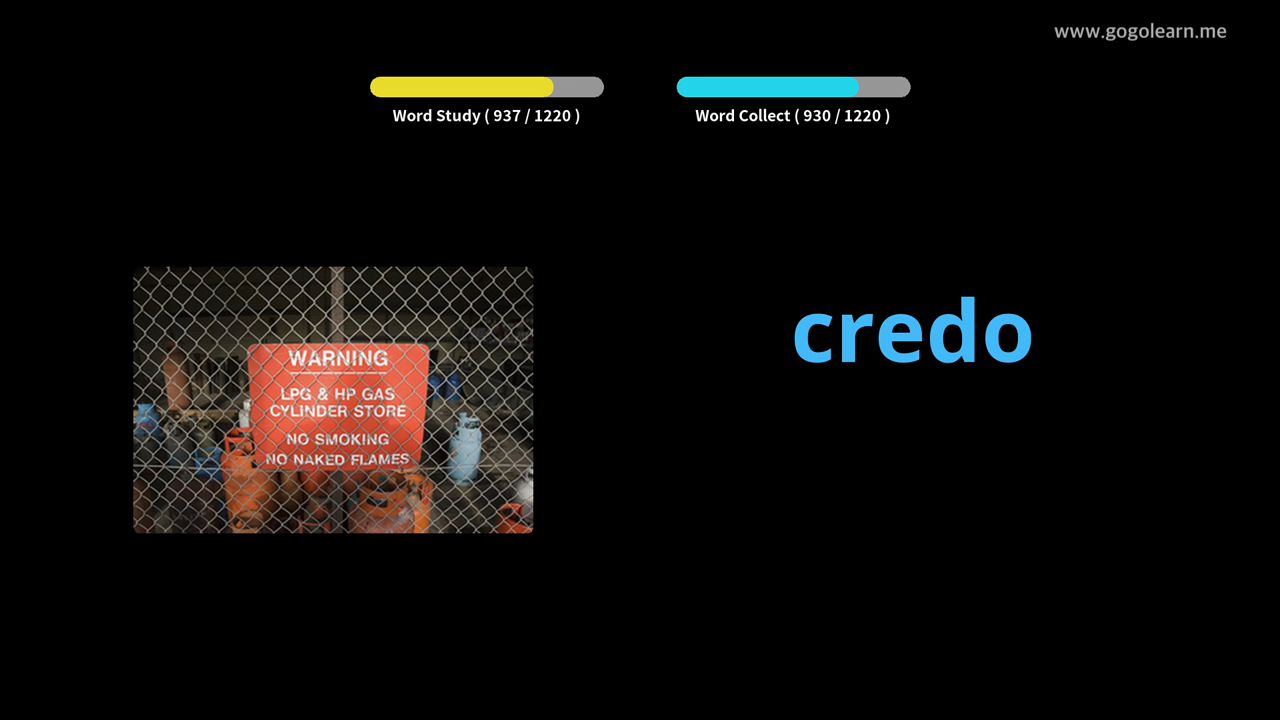 www.gogolearn.me
Word Study ( 937 / 1220 )
Word Collect ( 930 / 1220 )
WARNING
LPG & HP GAS
CYLINDER STORE
NO SMOKING
NO NAKED FLAMES
credo